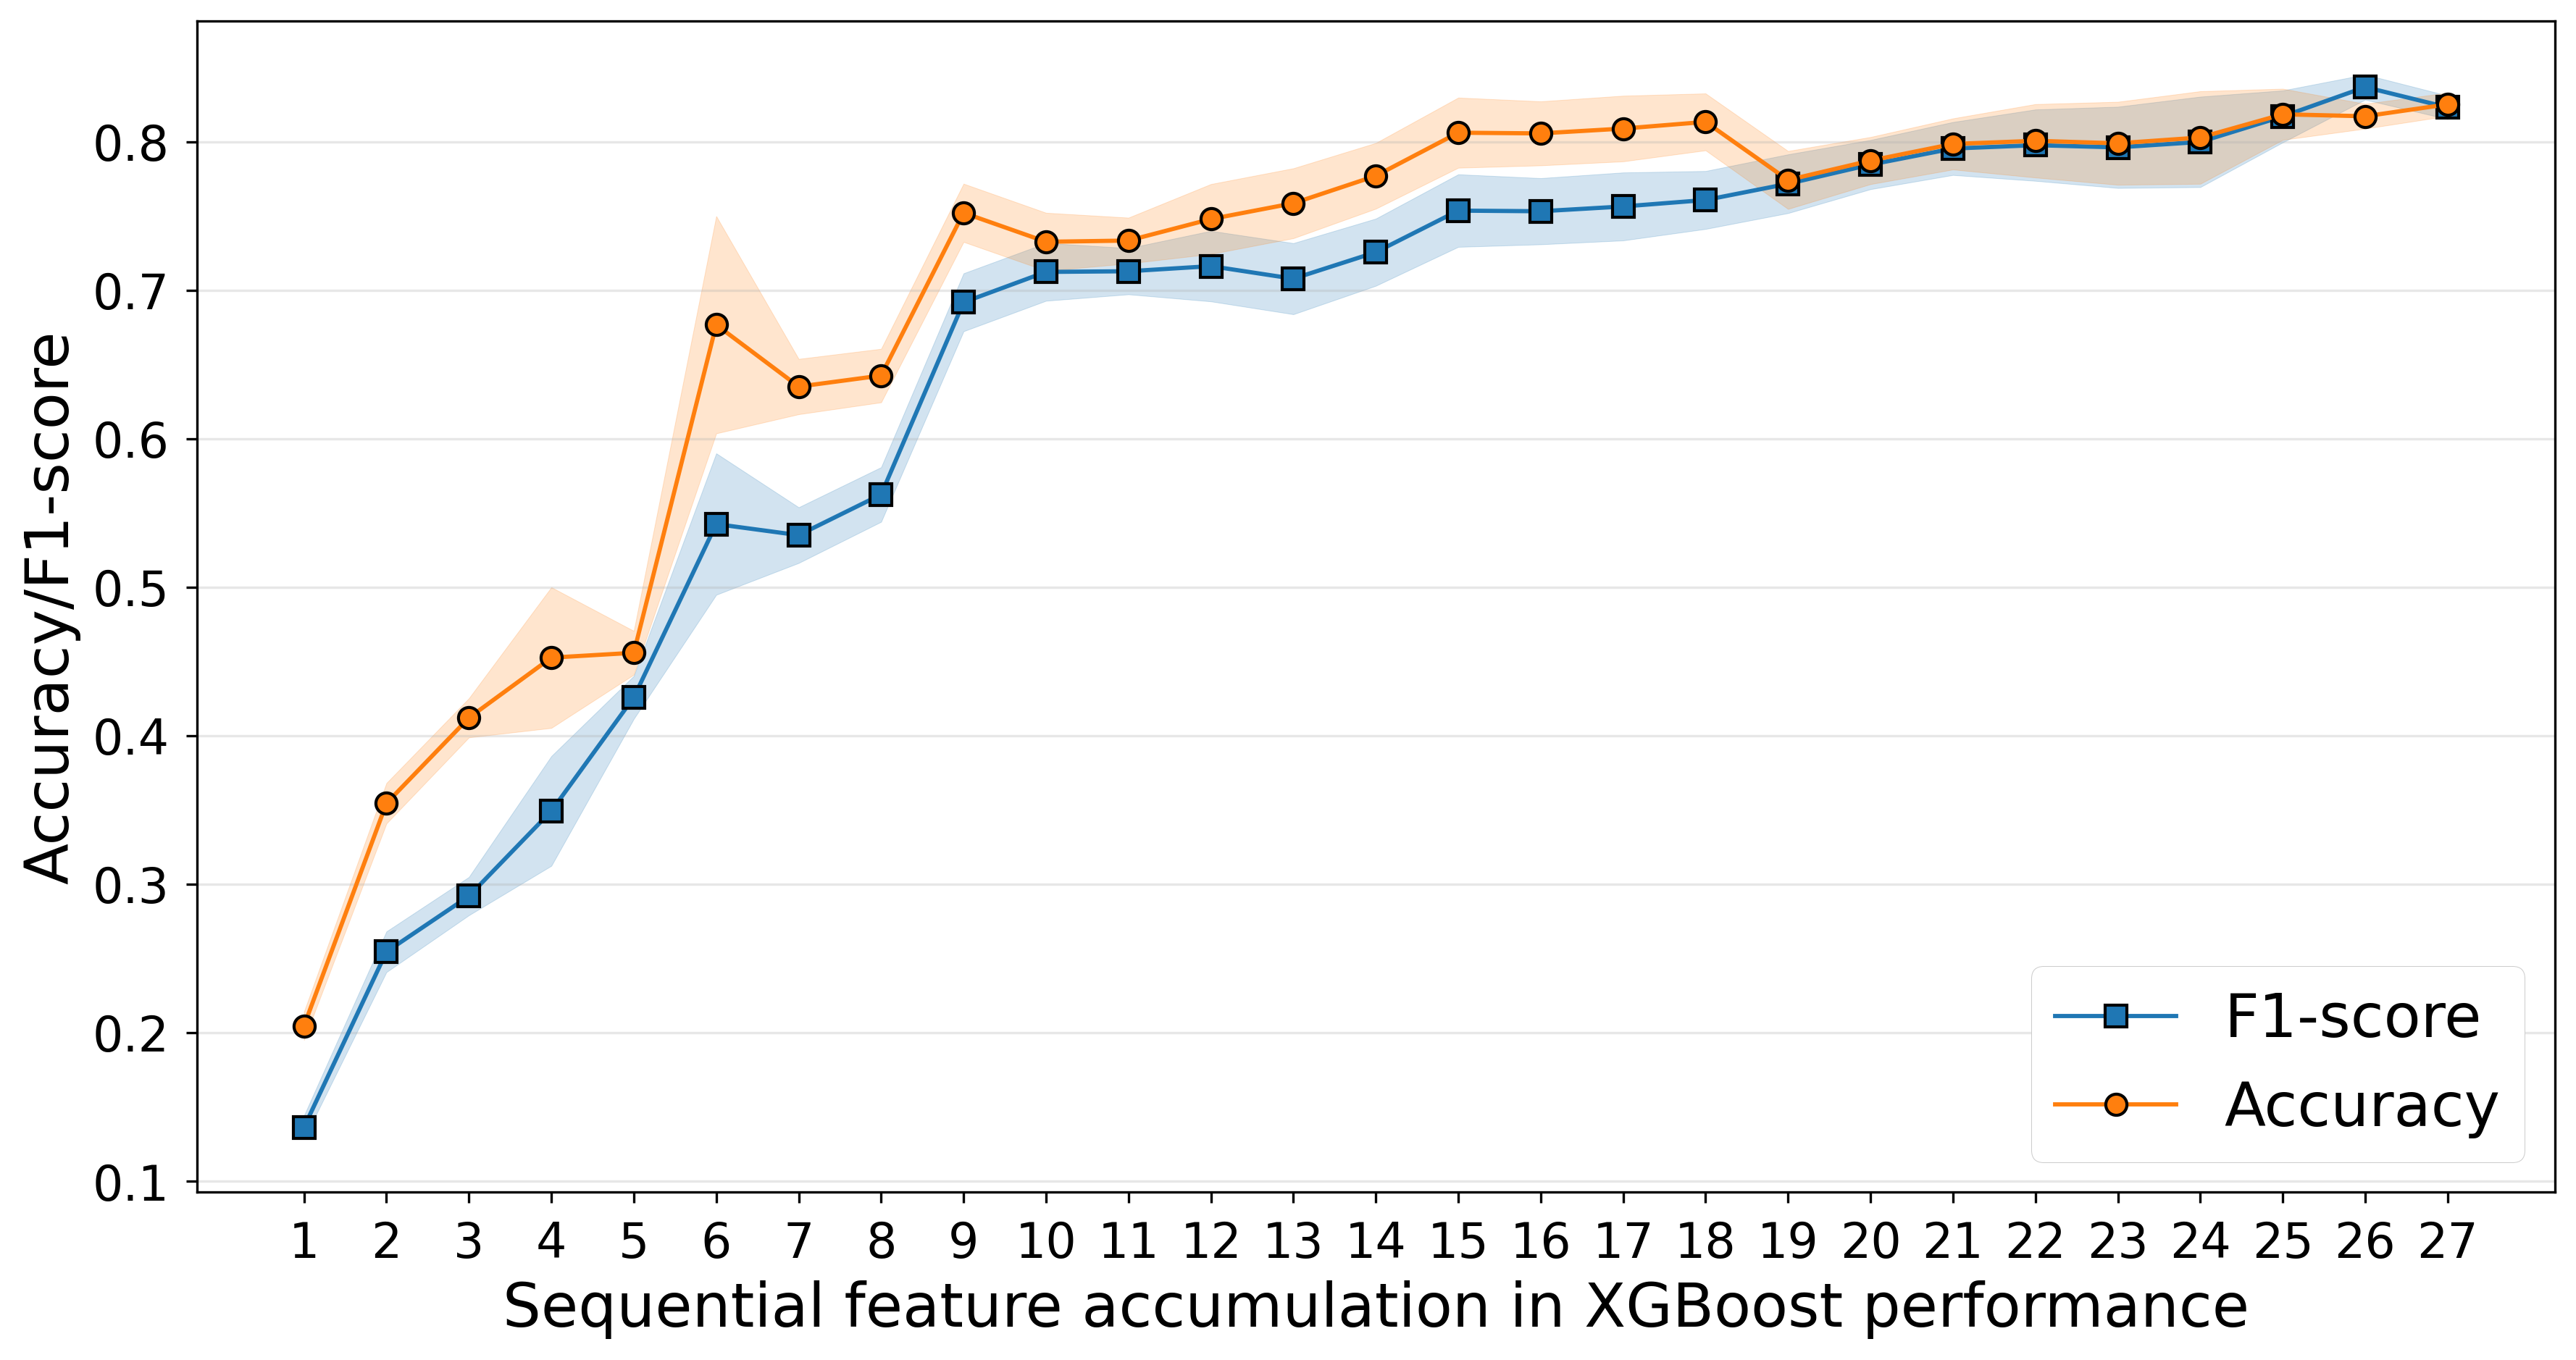 Accuracy/F1-score
0.8
0.7
0.6
0.5
0.4
0.3
0.2
0.1
F1-score
Accuracy
1 2 3 4 5 6 7 8 9 10 11 12 13 14 15 16 17 18 19 20 21 22 23 24 25 26 27
Sequential feature accumulation in XGBoost performance